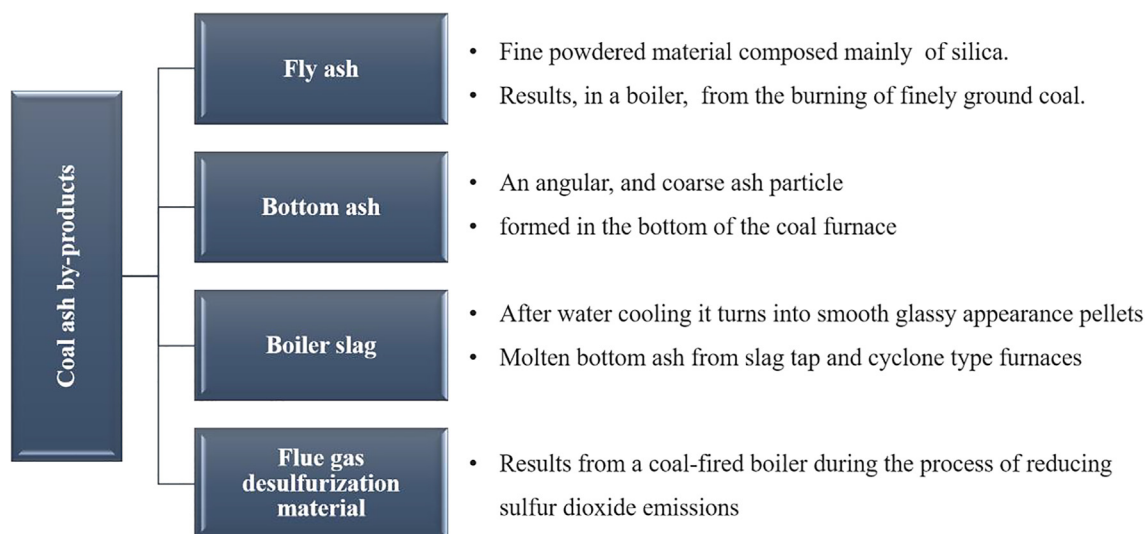 Coal ash by-products
Fly ash
• Fine powdered material composed mainly of silica.
• Results, in a boiler, from the burning of finely ground coal.
Bottom ash
• An angular, and coarse ash particle
• formed in the bottom of the coal furnace
Boiler slag
• After water cooling it turns into smooth glassy appearance pellets
• Molten bottom ash from slag tap and cyclone type furnaces
Flue gas
desulfurization
material
• Results from a coal-fired boiler during the process of reducing
sulfur dioxide emissions